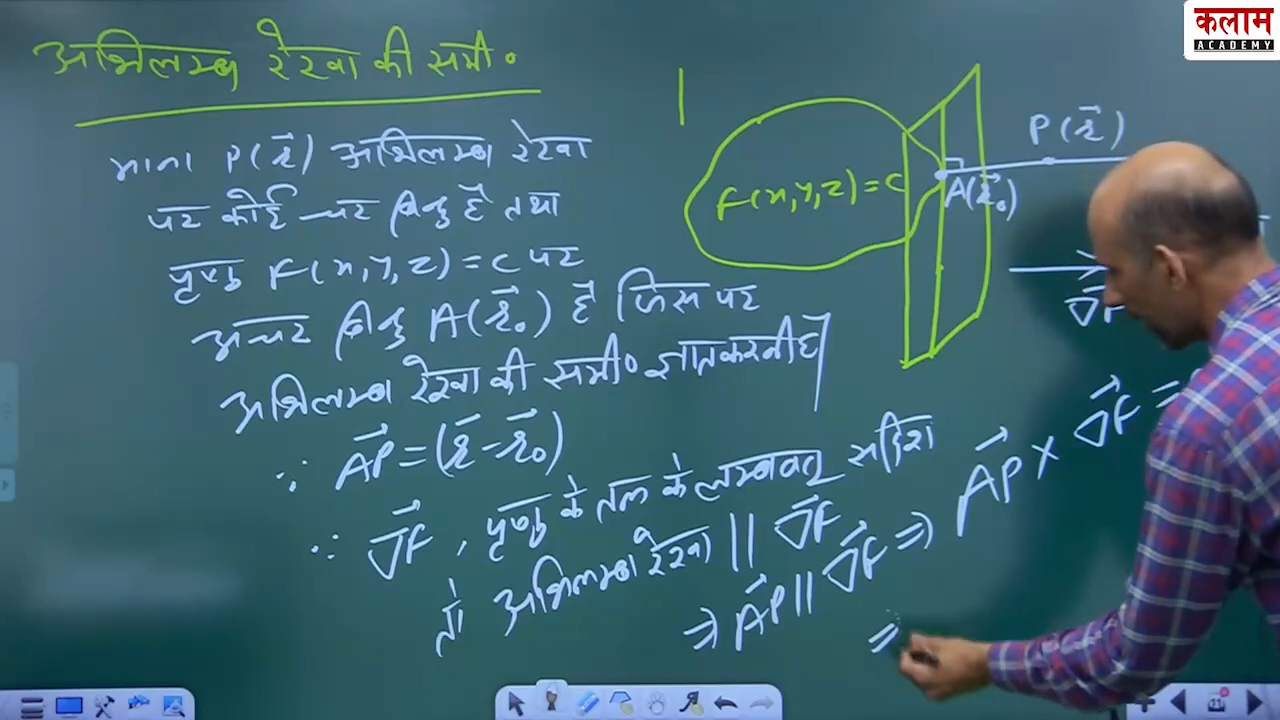 कलाम
ACADEMY
अभिलम्ब रेखा की समी०
माना P(r⃗) अभिलम्ब रेखा
पर कोई चर बिन्दु है तथा
पृष्ठ F(x,y,z)=c पर
अचर बिन्दु A(r⃗₀) है जिस पर
अभिलम्ब रेखा की समी० ज्ञात करनी है
∵ AP⃗ = (r⃗ - r⃗₀)
∵ ∇F⃗, पृष्ठ के तल के लम्बवत् सदिश
तो अभिलम्ब रेखा || ∇F⃗
⇒ AP⃗ || ∇F⃗ ⇒ AP⃗ × ∇F⃗ =
⇒
F(x,y,z)=C
P(r⃗)
A(r⃗₀)
∇F⃗